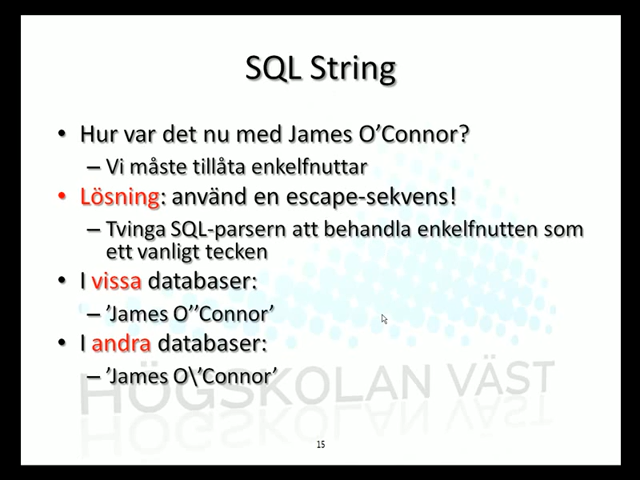 SQL String
• Hur var det nu med James O’Connor?
– Vi måste tillåta enkelfnuttar
• Lösning: använd en escape-sekvens!
– Tvinga SQL-parsern att behandla enkelfnutten som
ett vanligt tecken
• I vissa databaser:
– ’James O’’Connor’
• I andra databaser:
– ’James O\’Connor’
HÖGSKOLAN VÄST
15